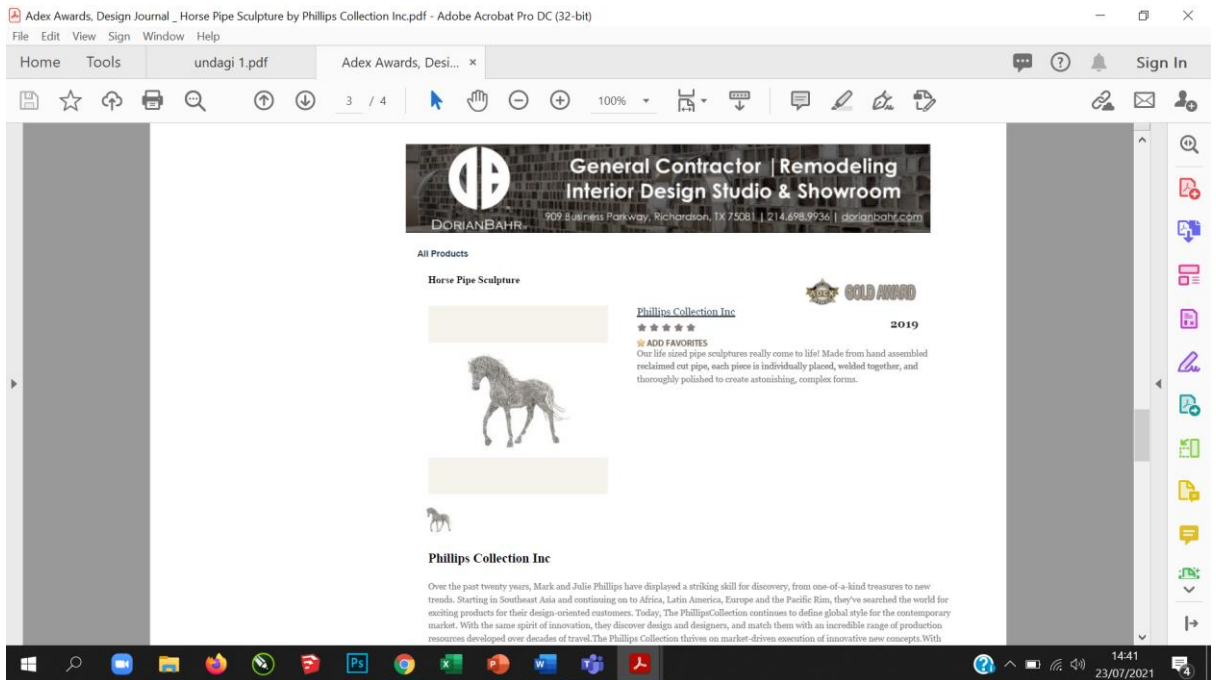 Adex Awards, Design Journal _ Horse Pipe Sculpture by Phillips Collection Inc.pdf - Adobe Acrobat Pro DC (32-bit)
File Edit View Sign Window Help
Home Tools undagi 1.pdf Adex Awards, Desi... × Sign In
3 / 4 100%
DB
General Contractor | Remodeling
Interior Design Studio & Showroom
DORIANBAHR 909 Business Parkway, Richardson, TX 75081 | 214.698.9936 | dorianbahr.com
All Products
Horse Pipe Sculpture
ADEX GOLD AWARD
Phillips Collection Inc
2019
ADD FAVORITES
Our life sized pipe sculptures really come to life! Made from hand assembled
reclaimed cut pipe, each piece is individually placed, welded together, and
thoroughly polished to create astonishing, complex forms.
Phillips Collection Inc
Over the past twenty years, Mark and Julie Phillips have displayed a striking skill for discovery, from one-of-a-kind treasures to new
trends. Starting in Southeast Asia and continuing on to Africa, Latin America, Europe and the Pacific Rim, they've searched the world for
exciting products for their design-oriented customers. Today, The PhillipsCollection continues to define global style for the contemporary
market. With the same spirit of innovation, they discover design and designers, and match them with an incredible range of production
resources developed over decades of travel.The Phillips Collection thrives on market-driven execution of innovative new concepts.With
Ps
14:41
23/07/2021
4